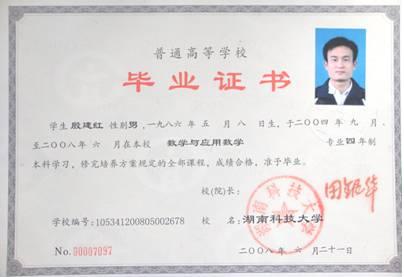 普通高等学校
毕业证书
学生 殷建红 性别男，一九八六年 五 月 八 日生，于二〇〇四年 九 月、
至二〇〇八年 六 月在本校 数学与应用数学 专业 四 年制
本科学习，修完培养方案规定的全部课程，成绩合格，准予毕业。
校(院)长：
学校编号：105341200805002678 校 名：湖南科技大学
No.00007097 二〇〇八年 六 月二十一日